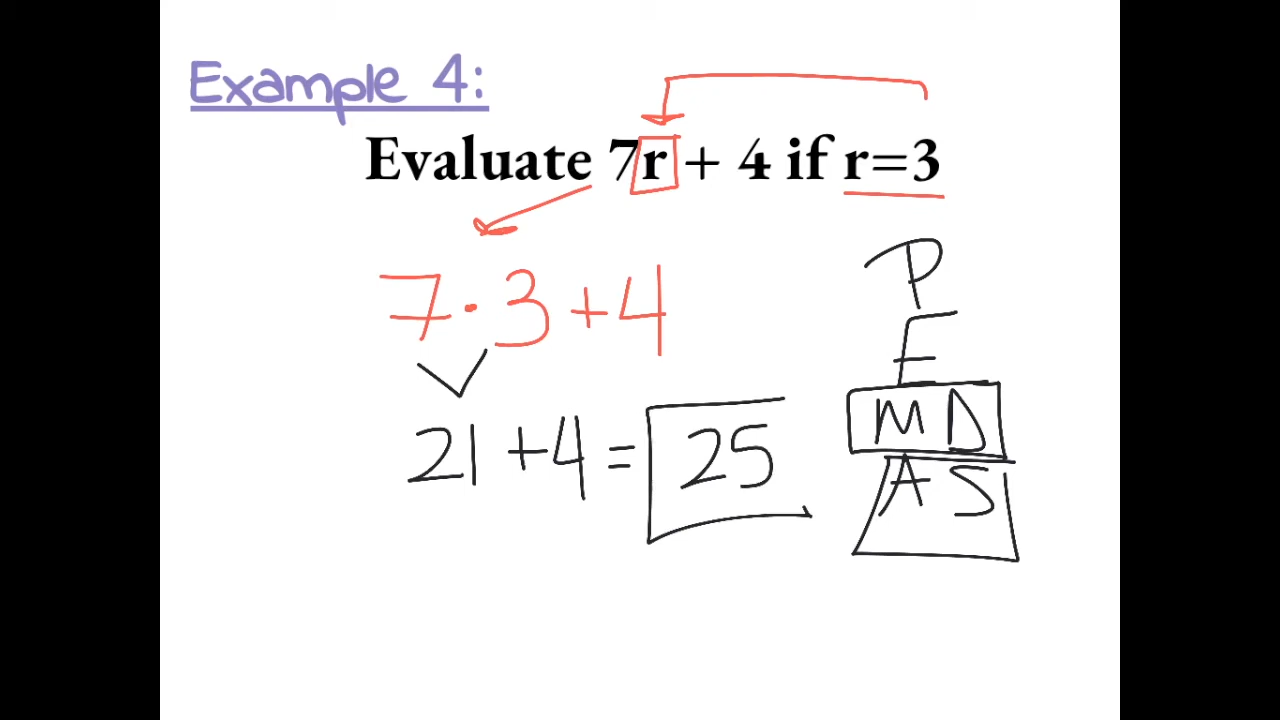 Example 4:
Evaluate 7r + 4 if r=3
7·3+4
21+4=25
P
E
MD
AS